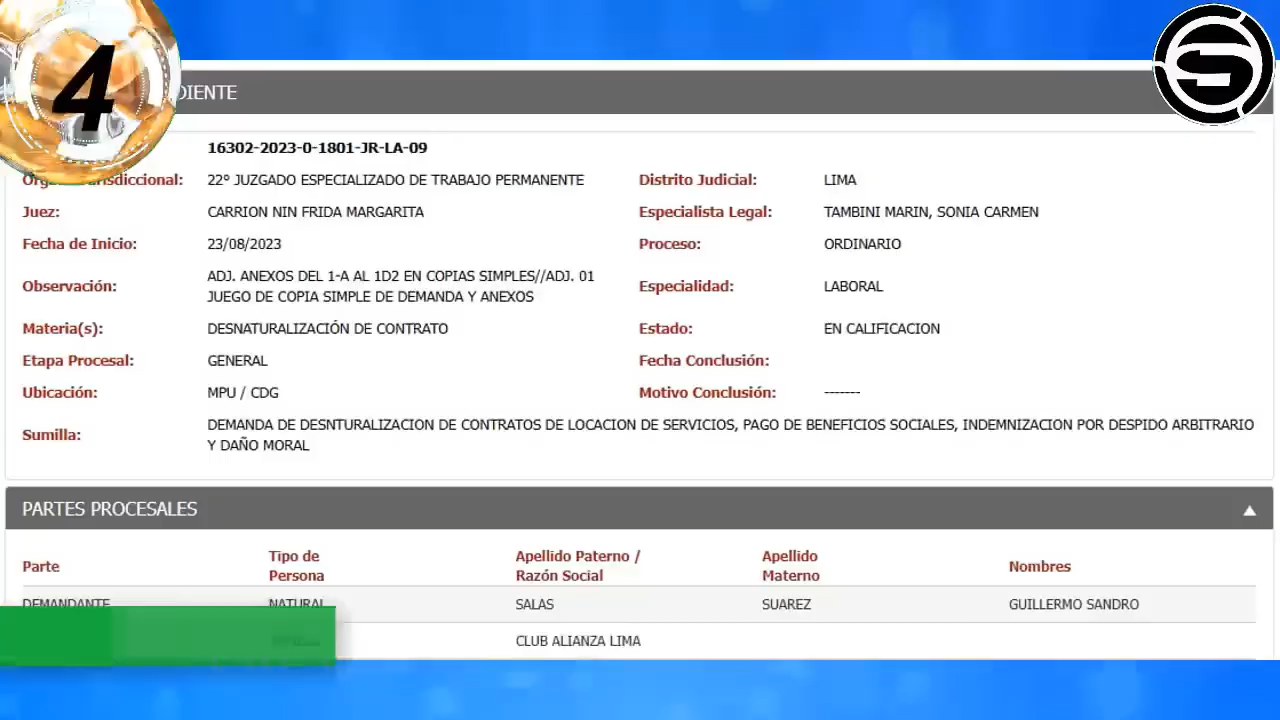 4
DIENTE
16302-2023-0-1801-JR-LA-09
Órgano Jurisdiccional: 22° JUZGADO ESPECIALIZADO DE TRABAJO PERMANENTE Distrito Judicial: LIMA
Juez: CARRION NIN FRIDA MARGARITA Especialista Legal: TAMBINI MARIN, SONIA CARMEN
Fecha de Inicio: 23/08/2023 Proceso: ORDINARIO
Observación: ADJ. ANEXOS DEL 1-A AL 1D2 EN COPIAS SIMPLES//ADJ. 01
JUEGO DE COPIA SIMPLE DE DEMANDA Y ANEXOS Especialidad: LABORAL
Materia(s): DESNATURALIZACIÓN DE CONTRATO Estado: EN CALIFICACION
Etapa Procesal: GENERAL Fecha Conclusión:
Ubicación: MPU / CDG Motivo Conclusión: -------
Sumilla: DEMANDA DE DESNTURALIZACION DE CONTRATOS DE LOCACION DE SERVICIOS, PAGO DE BENEFICIOS SOCIALES, INDEMNIZACION POR DESPIDO ARBITRARIO
Y DAÑO MORAL
PARTES PROCESALES
Parte Tipo de Persona Apellido Paterno / Razón Social Apellido Materno Nombres
DEMANDANTE NATURAL SALAS SUAREZ GUILLERMO SANDRO
CLUB ALIANZA LIMA